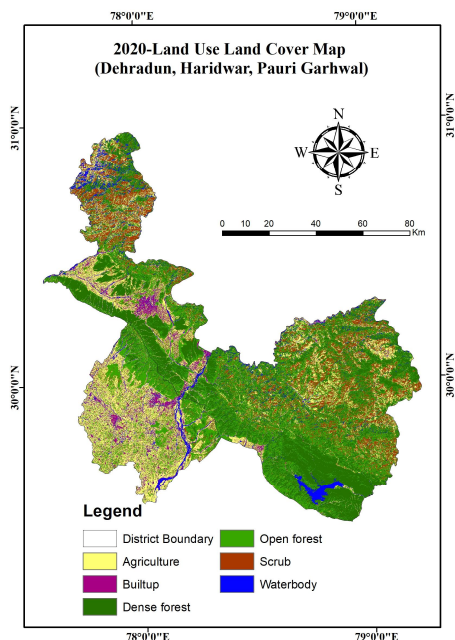 78°0'0"N
79°0'0"N
2020-Land Use Land Cover Map
(Dehradun, Haridwar, Pauri Garhwal)
31°0'0"N
31°0'0"N
N
W
E
S
0 10 20 40 60 80
Km
30°0'0"N
30°0'0"N
Legend
District Boundary
Open forest
Agriculture
Scrub
Builtup
Waterbody
Dense forest
78°0'0"N
79°0'0"N